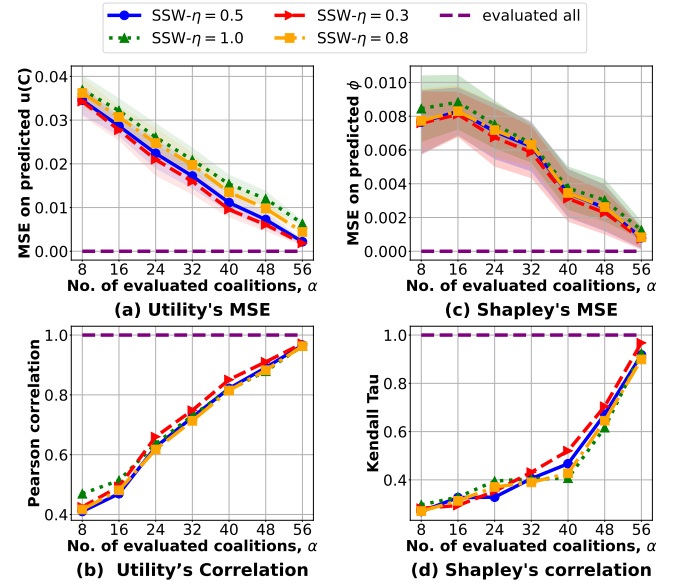 SSW-η = 0.5
SSW-η = 0.3
evaluated all
SSW-η = 1.0
SSW-η = 0.8
MSE on predicted u(C)
0.04
0.03
0.02
0.01
0.00
8 16 24 32 40 48 56
No. of evaluated coalitions, α
(a) Utility's MSE
MSE on predicted ϕ
0.010
0.008
0.006
0.004
0.002
0.000
8 16 24 32 40 48 56
No. of evaluated coalitions, α
(c) Shapley's MSE
Pearson correlation
1.0
0.8
0.6
0.4
8 16 24 32 40 48 56
No. of evaluated coalitions, α
(b) Utility’s Correlation
Kendall Tau
1.0
0.8
0.6
0.4
8 16 24 32 40 48 56
No. of evaluated coalitions, α
(d) Shapley's correlation